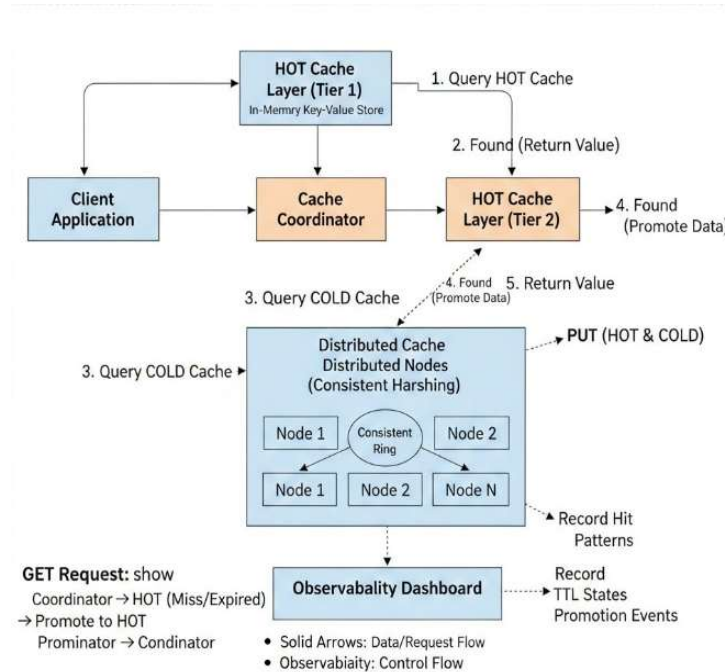 HOT Cache
Layer (Tier 1)
In-Memry Key-Value Store
1. Query HOT Cache
2. Found (Return Value)
Client
Application
Cache
Coordinator
HOT Cache
Layer (Tier 2)
4. Found
(Promote Data)
4. Found
(Promote Data)
5. Return Value
3. Query COLD Cache
Distributed Cache
Distributed Nodes
(Consistent Harshing)
PUT (HOT & COLD)
3. Query COLD Cache
Node 1
Consistent
Ring
Node 2
Node 1
Node 2
Node N
Record Hit
Patterns
GET Request: show
Coordinator → HOT (Miss/Expired)
→ Promote to HOT
Prominator → Condinator
Observabality Dashboard
Record
TTL States
Promotion Events
• Solid Arrows: Data/Request Flow
• Observabiaity: Control Flow